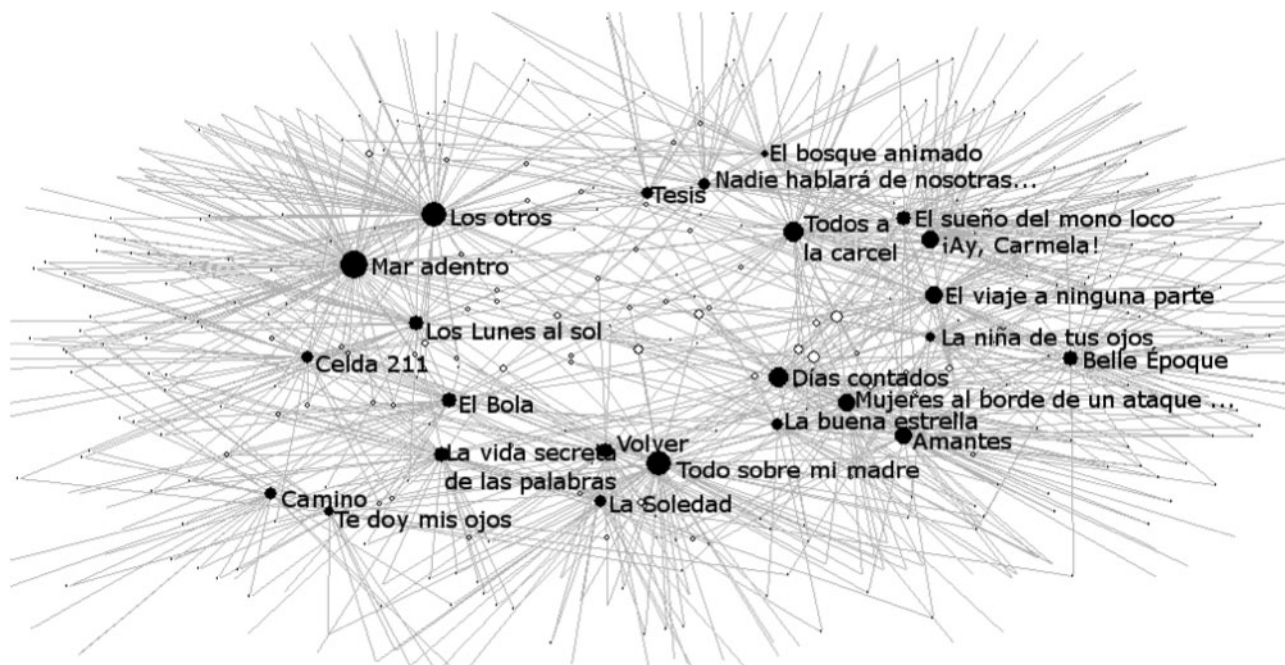 El bosque animado
Nadie hablará de nosotras...
Tesis
Los otros
Todos a
la carcel
El sueño del mono loco
¡Ay, Carmela!
Mar adentro
El viaje a ninguna parte
Los Lunes al sol
La niña de tus ojos
Celda 211
Belle Époque
Días contados
El Bola
Mujeres al borde de un ataque ...
La buena estrella
Amantes
Volver
La vida secreta
de las palabras
Todo sobre mi madre
Camino
La Soledad
Te doy mis ojos